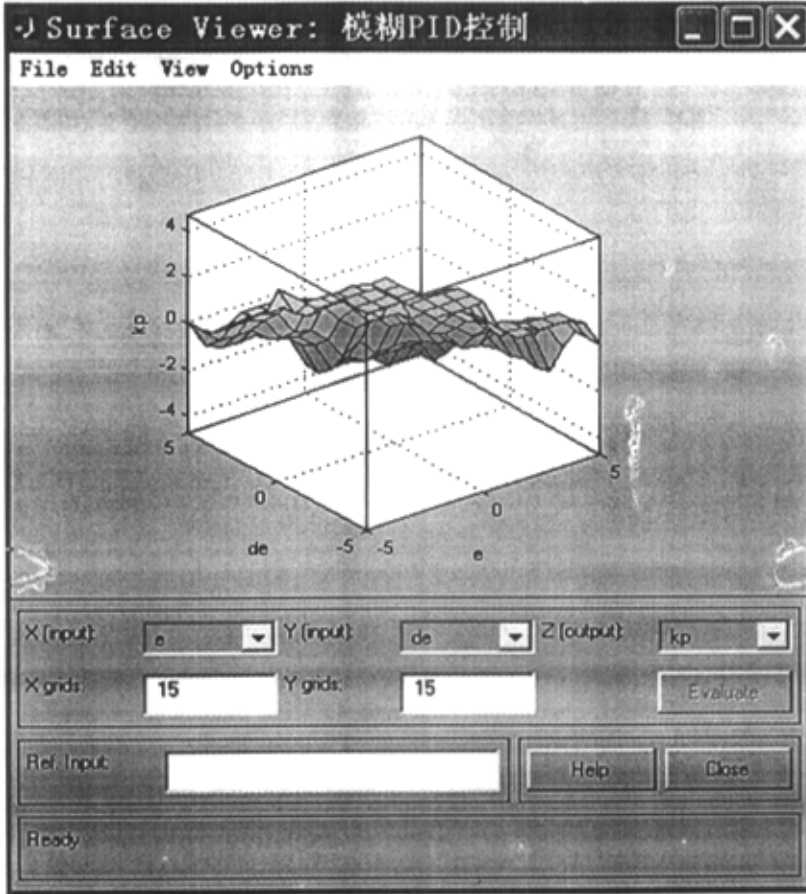 Surface Viewer: 模糊PID控制
File Edit View Options
4
2
0
-2
-4
kp
5
0
-5
de
-5
0
5
e
X (input): e Y (input): de Z (output): kp
X grids: 15 Y grids: 15 Evaluate
Ref. Input: Help Close
Ready